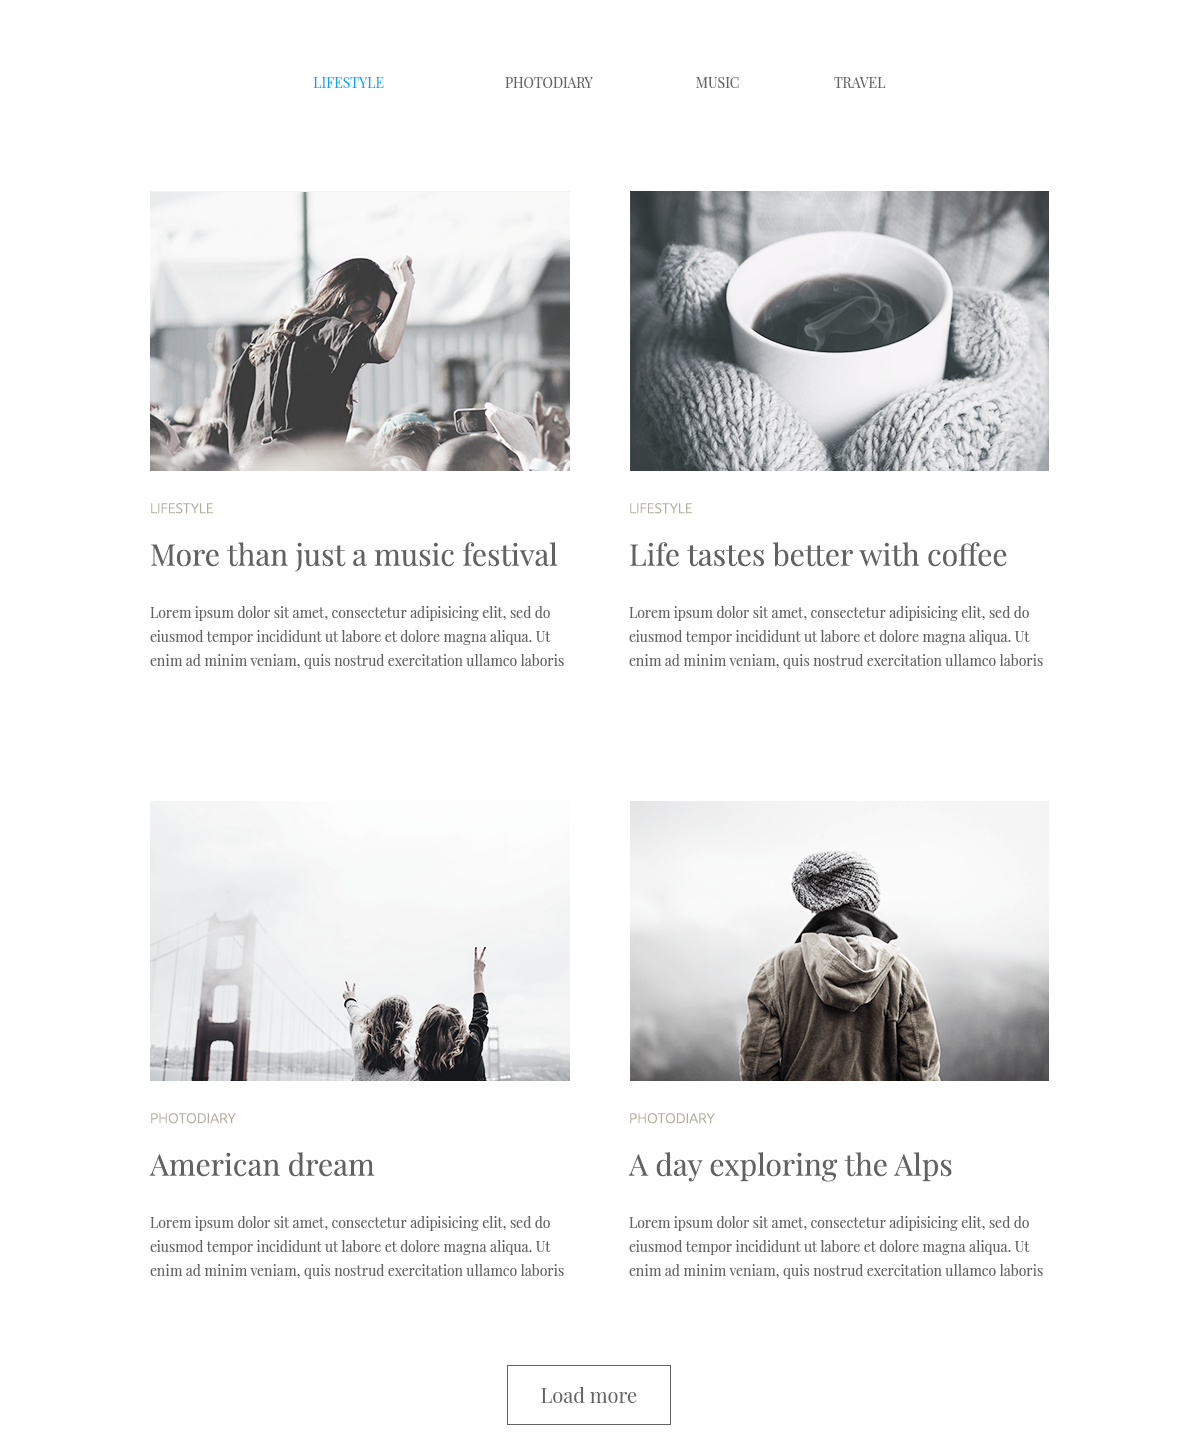 LIFESTYLE PHOTODIARY MUSIC TRAVEL
LIFESTYLE
More than just a music festival
Lorem ipsum dolor sit amet, consectetur adipisicing elit, sed do
eiusmod tempor incididunt ut labore et dolore magna aliqua. Ut
enim ad minim veniam, quis nostrud exercitation ullamco laboris
LIFESTYLE
Life tastes better with coffee
Lorem ipsum dolor sit amet, consectetur adipisicing elit, sed do
eiusmod tempor incididunt ut labore et dolore magna aliqua. Ut
enim ad minim veniam, quis nostrud exercitation ullamco laboris
PHOTODIARY
American dream
Lorem ipsum dolor sit amet, consectetur adipisicing elit, sed do
eiusmod tempor incididunt ut labore et dolore magna aliqua. Ut
enim ad minim veniam, quis nostrud exercitation ullamco laboris
PHOTODIARY
A day exploring the Alps
Lorem ipsum dolor sit amet, consectetur adipisicing elit, sed do
eiusmod tempor incididunt ut labore et dolore magna aliqua. Ut
enim ad minim veniam, quis nostrud exercitation ullamco laboris
Load more